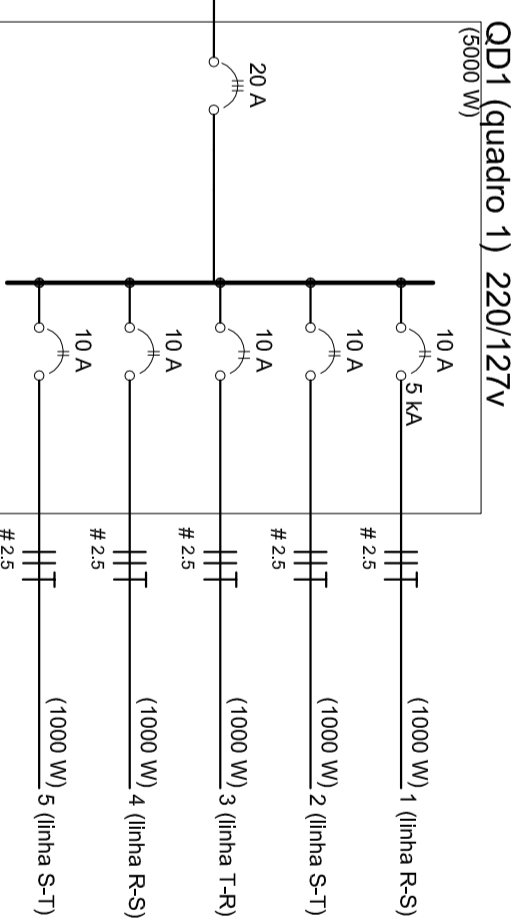 QD1 (quadro 1) 220/127v
(5000 W)
20 A
10 A
5 kA
# 2.5
(1000 W)
1 (linha R-S)
10 A
# 2.5
(1000 W)
2 (linha S-T)
10 A
# 2.5
(1000 W)
3 (linha T-R)
10 A
# 2.5
(1000 W)
4 (linha R-S)
10 A
# 2.5
(1000 W)
5 (linha S-T)